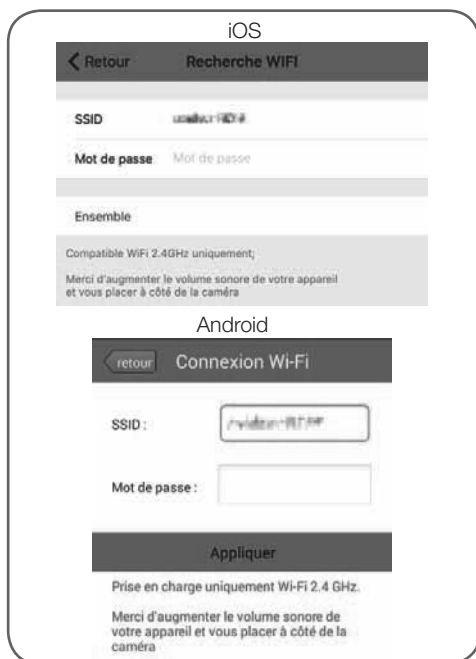 iOS
Retour Recherche WIFI
SSID
Mot de passe Mot de passe
Ensemble
Compatible WiFi 2.4GHz uniquement;
Merci d'augmenter le volume sonore de votre appareil
et vous placer à côté de la caméra
Android
retour Connexion Wi-Fi
SSID :
Mot de passe :
Appliquer
Prise en charge uniquement Wi-Fi 2.4 GHz.
Merci d'augmenter le volume sonore de
votre appareil et vous placer à côté de la
caméra